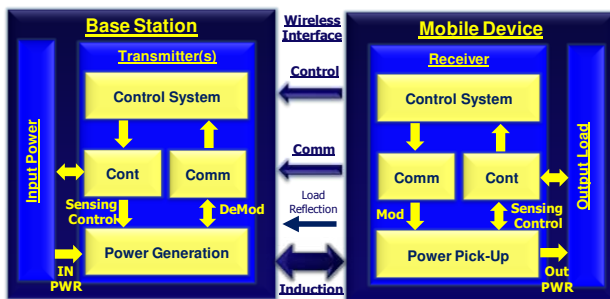 Base Station
Transmitter(s)
Input Power
Control System
Cont
Comm
Sensing
Control
DeMod
Power Generation
IN
PWR
Wireless
Interface
Control
Comm
Load
Reflection
Induction
Mobile Device
Receiver
Control System
Comm
Cont
Mod
Sensing
Control
Power Pick-Up
Out
PWR
Output Load